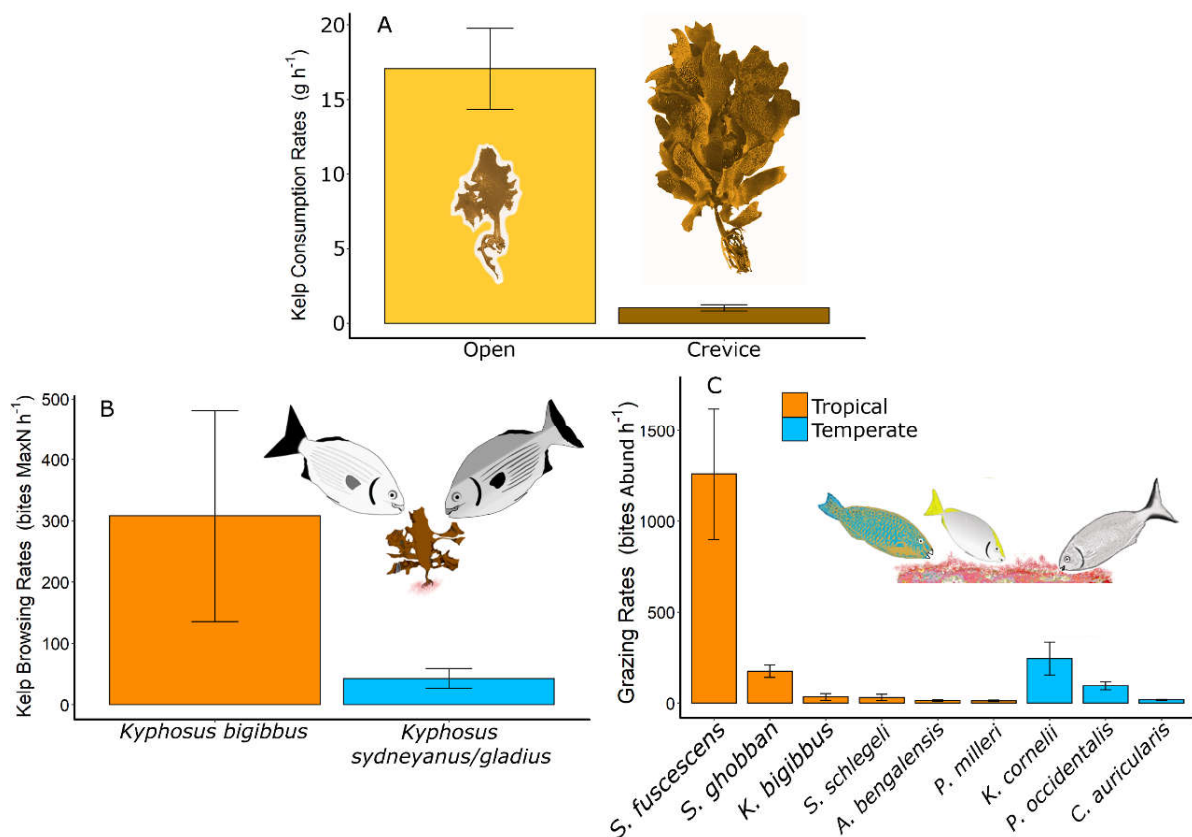 A
Kelp Consumption Rates (g h⁻¹)
20
15
10
5
0
Open
Crevice
B
Kelp Browsing Rates (bites MaxN h⁻¹)
500
400
300
200
100
0
Kyphosus bigibbus
Kyphosus
sydneyanus/gladius
C
Tropical
Temperate
Grazing Rates (bites Abund h⁻¹)
1500
1000
500
0
S. fuscescens
S. ghobban
K. bigibbus
S. schlegeli
A. bengalensis
P. milleri
K. cornelii
P. occidentalis
C. auricularis